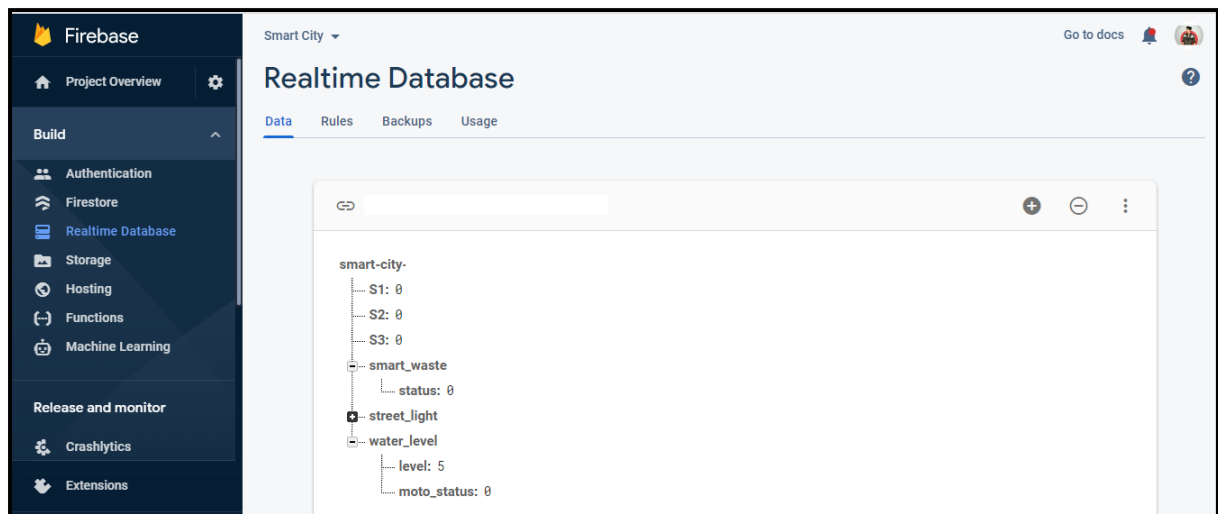 Firebase
Project Overview
Build
Authentication
Firestore
Realtime Database
Storage
Hosting
Functions
Machine Learning
Release and monitor
Crashlytics
Extensions
Smart City
Go to docs
Realtime Database
Data Rules Backups Usage
smart-city-
S1: 0
S2: 0
S3: 0
smart_waste
status: 0
street_light
water_level
level: 5
moto_status: 0